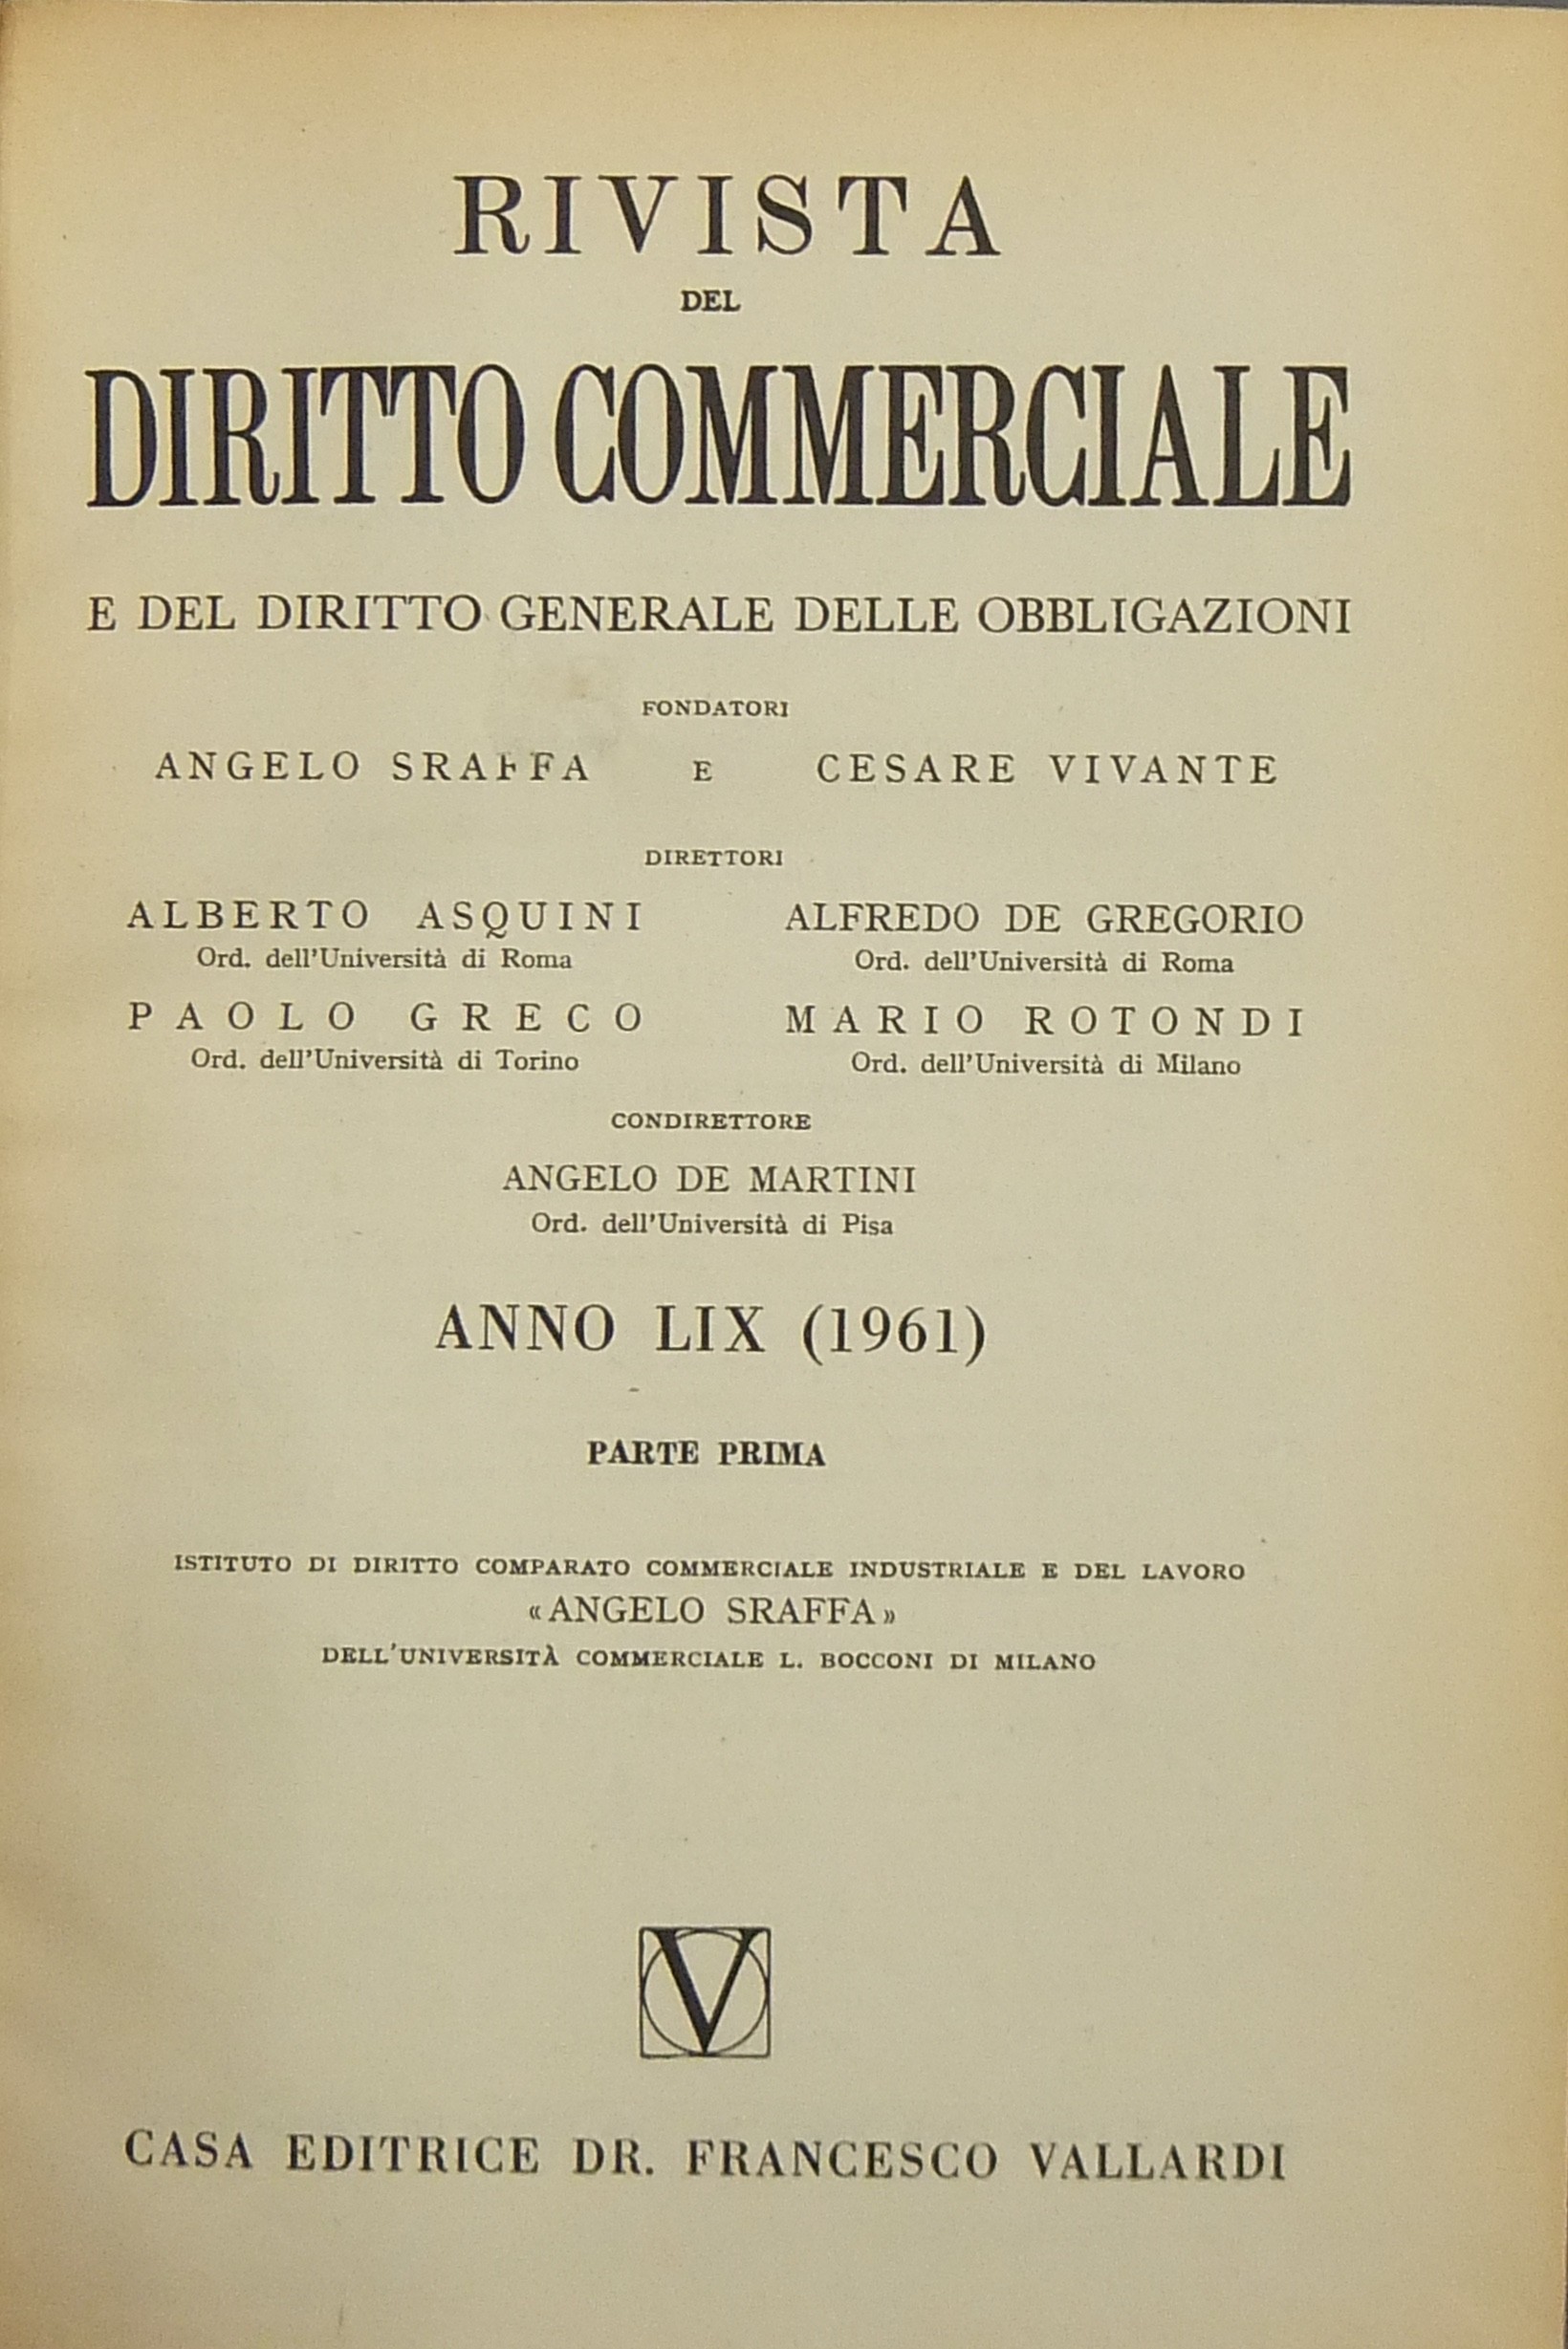 RIVISTA
DEL
DIRITTO COMMERCIALE
E DEL DIRITTO GENERALE DELLE OBBLIGAZIONI
FONDATORI
ANGELO SRAFFA E CESARE VIVANTE
DIRETTORI
ALBERTO ASQUINI ALFREDO DE GREGORIO
Ord. dell'Università di Roma Ord. dell'Università di Roma
PAOLO GRECO MARIO ROTONDI
Ord. dell'Università di Torino Ord. dell'Università di Milano
CONDIRETTORE
ANGELO DE MARTINI
Ord. dell'Università di Pisa
ANNO LIX (1961)
PARTE PRIMA
ISTITUTO DI DIRITTO COMPARATO COMMERCIALE INDUSTRIALE E DEL LAVORO
«ANGELO SRAFFA»
DELL'UNIVERSITÀ COMMERCIALE L. BOCCONI DI MILANO
V
CASA EDITRICE DR. FRANCESCO VALLARDI